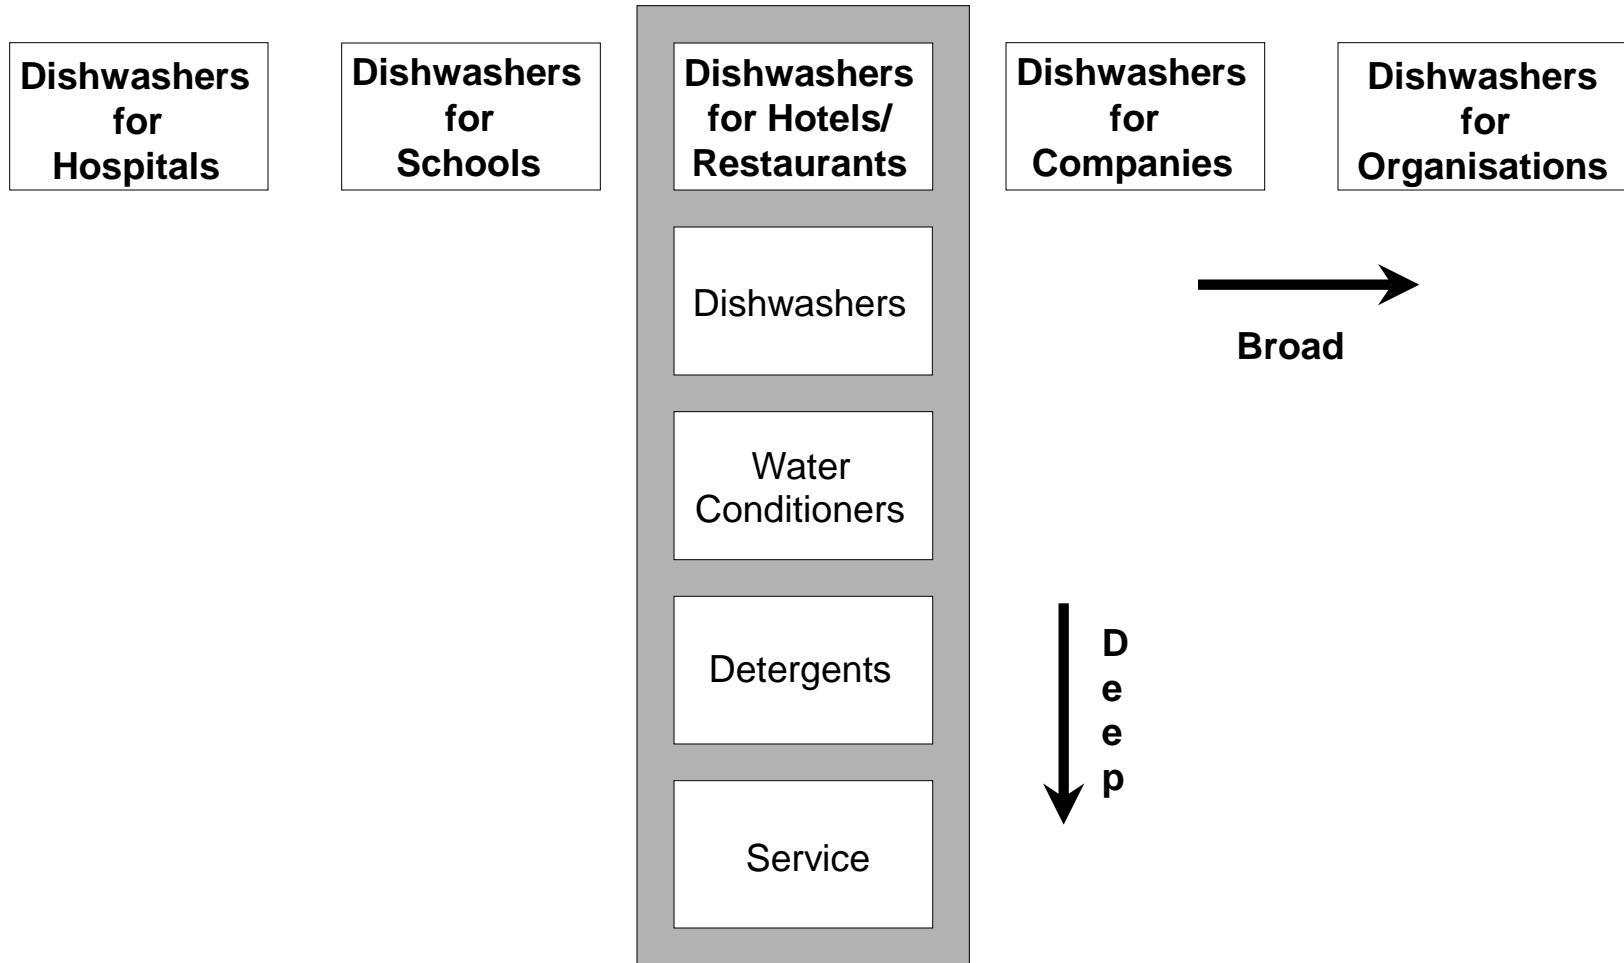 Dishwashers
for
Hospitals
Dishwashers
for
Schools
Dishwashers
for Hotels/
Restaurants
Dishwashers
for
Companies
Dishwashers
for
Organisations
Dishwashers
Broad
Water
Conditioners
Detergents
D
e
e
p
Service